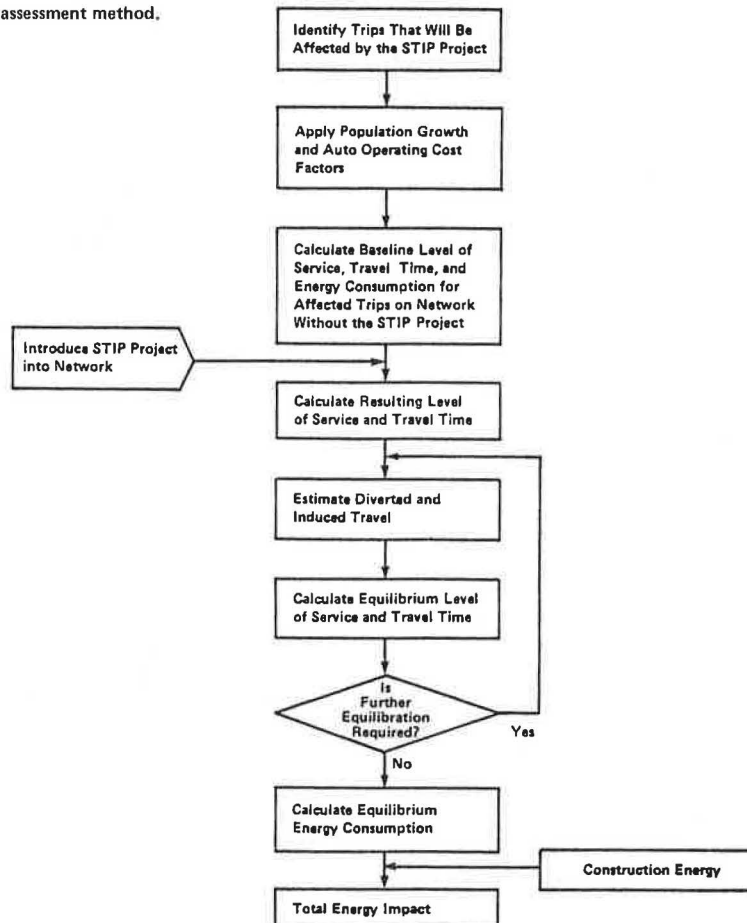 assessment method.
Identify Trips That Will Be
Affected by the STIP Project
Apply Population Growth
and Auto Operating Cost
Factors
Calculate Baseline Level of
Service, Travel Time, and
Energy Consumption for
Affected Trips on Network
Without the STIP Project
Introduce STIP Project
into Network
Calculate Resulting Level
of Service and Travel Time
Estimate Diverted and
Induced Travel
Calculate Equilibrium Level
of Service and Travel Time
Is
Further
Equilibration
Required?
Yes
No
Calculate Equilibrium
Energy Consumption
Construction Energy
Total Energy Impact